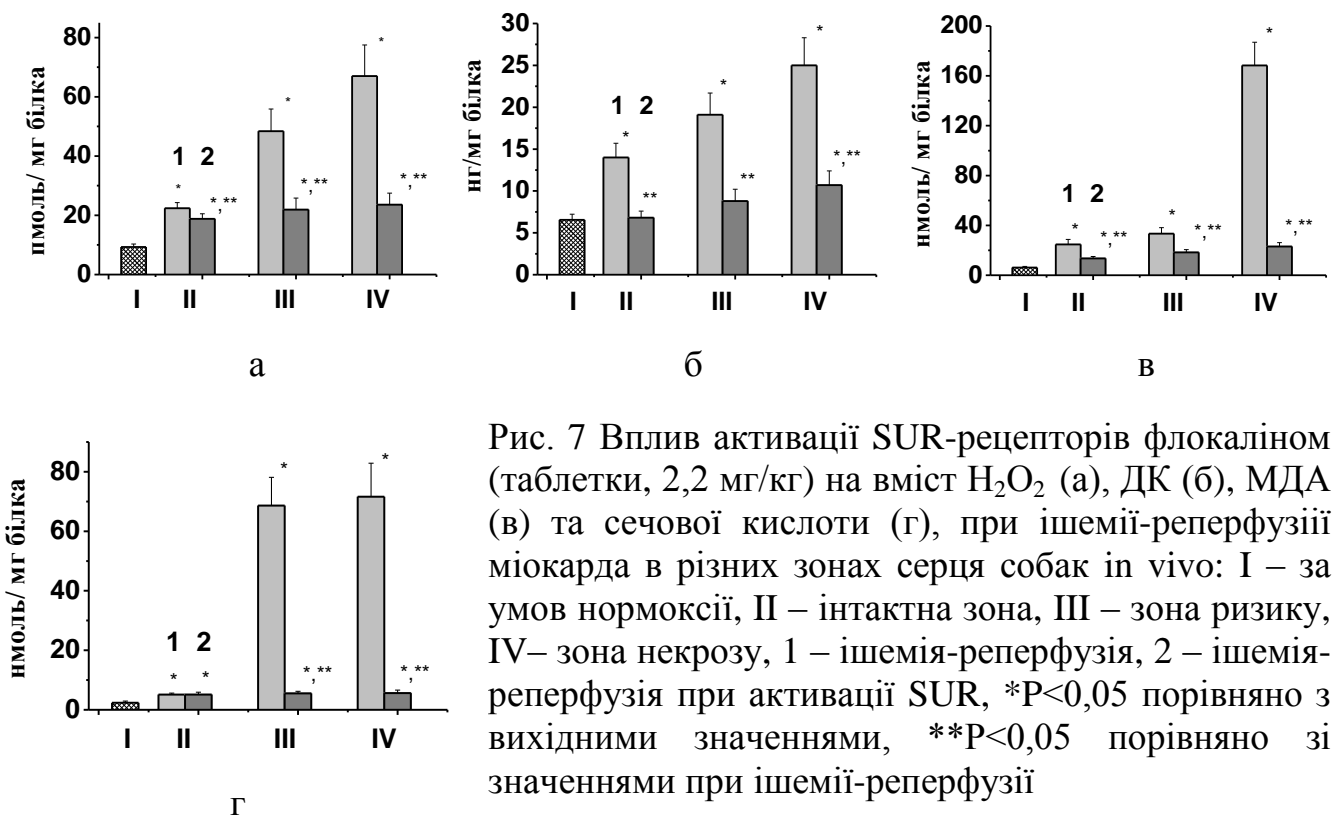 пмоль/ мг білка
80
60
40
20
0
1 2
*
*,**
*
*,**
*
*,**
I II III IV
а
нг/мг білка
30
25
20
15
10
5
0
1 2
*
**
*
**
*
*,**
I II III IV
б
нмоль/ мг білка
200
160
120
80
40
0
1 2
*
*,**
*
*,**
*
*,**
I II III IV
в
нмоль/ мг білка
80
60
40
20
0
1 2
*
*
*
*,**
*
*,**
I II III IV
г
Рис. 7 Вплив активації SUR-рецепторів флокаліном
(таблетки, 2,2 мг/кг) на вміст H₂O₂ (а), ДК (б), МДА
(в) та сечової кислоти (г), при ішемії-реперфузіїї
міокарда в різних зонах серця собак in vivo: I – за
умов нормоксії, II – інтактна зона, III – зона ризику,
IV– зона некрозу, 1 – ішемія-реперфузія, 2 – ішемія-
реперфузія при активації SUR, *P<0,05 порівняно з
вихідними значеннями, **P<0,05 порівняно зі
значеннями при ішемії-реперфузії